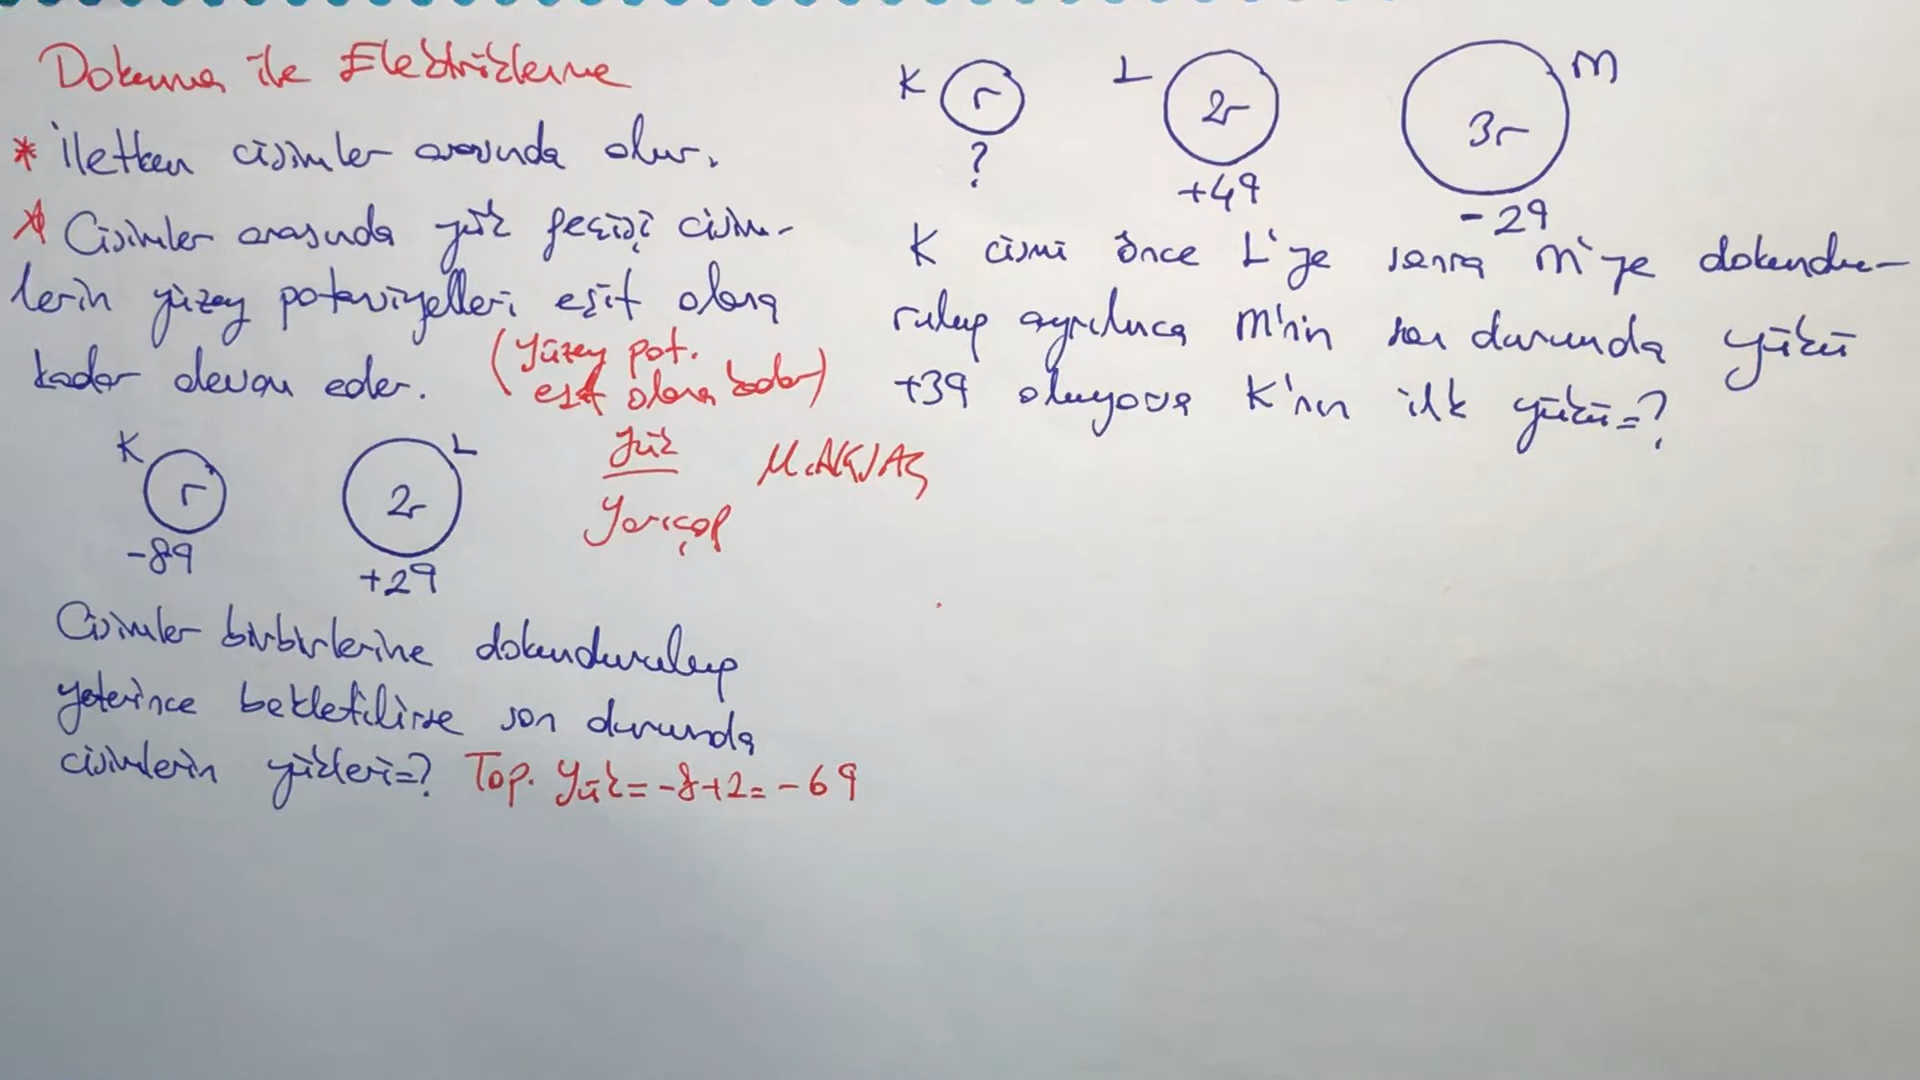 Dokunma ile Elektriklenme
* İletken cisimler arasında olur.
* Cisimler arasında yük geçişi cisim-
lerin yüzey potansiyelleri eşit olana
kadar devam eder. (Yüzey pot.
eşit olana kadar)
K r -8q
L 2r +2q
Yük
Yarıçap
M.AKJAŞ
Cisimler birbirlerine dokundurulup
yeterince bekletilirse son durumda
cisimlerin yükleri=? Top. Yük=-8+2=-6q
K r ?
L 2r +4q
M 3r -2q
K cismi önce L'ye sonra M'ye dokundu-
rulup ayrılınca M'nin son durumda yükü
+3q oluyorsa K'nın ilk yükü=?